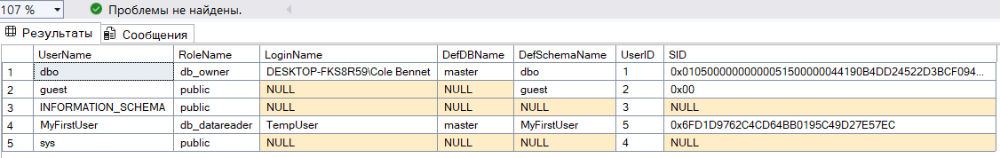 107 %
Проблемы не найдены.
Результаты
Сообщения
UserName RoleName LoginName DefDBName DefSchemaName UserID SID
1 dbo db_owner DESKTOP-FKS8R59\Cole Bennet master dbo 1 0x01050000000000051500000044190B4DD24522D3BCF094...
2 guest public NULL NULL guest 2 0x00
3 INFORMATION_SCHEMA public NULL NULL NULL 3 NULL
4 MyFirstUser db_datareader TempUser master MyFirstUser 5 0x6FD1D9762C4CD64BB0195C49D27E57EC
5 sys public NULL NULL NULL 4 NULL